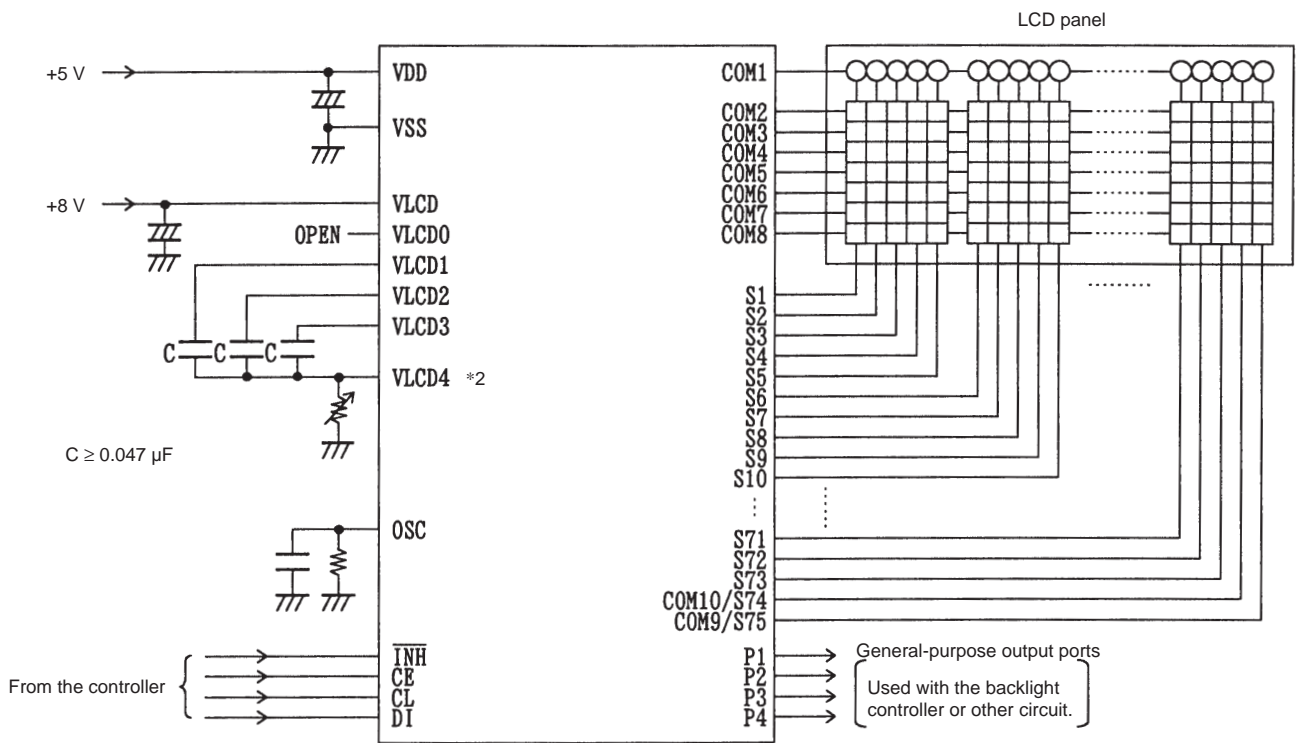 LCD panel
+5 V
VDD
COM1
VSS
COM2
COM3
COM4
COM5
COM6
COM7
COM8
+8 V
VLCD
OPEN
VLCD0
VLCD1
VLCD2
VLCD3
C
C
C
VLCD4 *2
C ≥ 0.047 µF
OSC
S1
S2
S3
S4
S5
S6
S7
S8
S9
S10
S71
S72
S73
COM10/S74
COM9/S75
From the controller
INH
CE
CL
DI
P1
P2
P3
P4
General-purpose output ports
Used with the backlight
controller or other circuit.